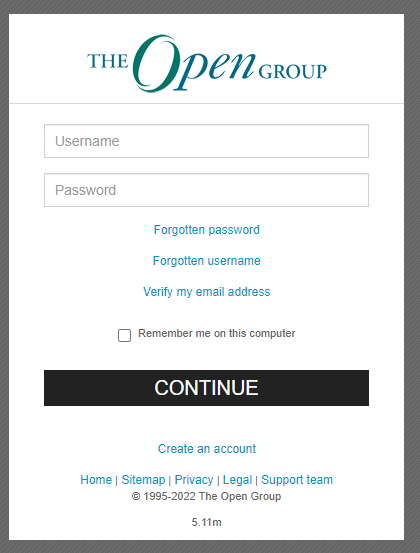 THE Open GROUP
Username
Password
Forgotten password
Forgotten username
Verify my email address
Remember me on this computer
CONTINUE
Create an account
Home | Sitemap | Privacy | Legal | Support team
© 1995-2022 The Open Group
5.11m